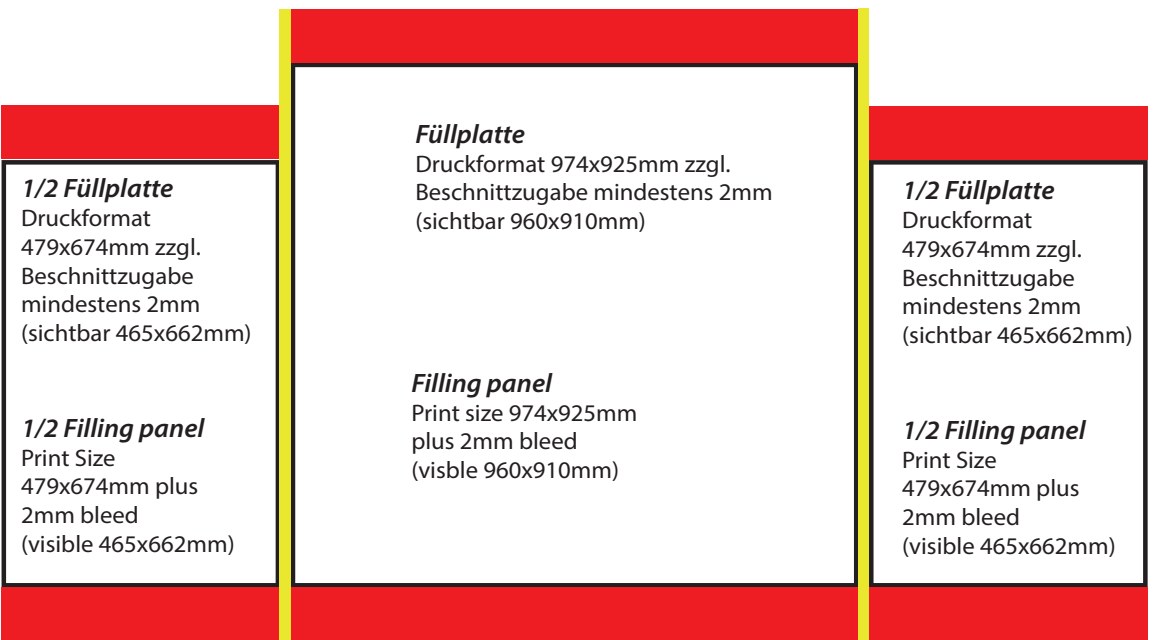 1/2 Füllplatte
Druckformat
479x674mm zzgl.
Beschnittzugabe
mindestens 2mm
(sichtbar 465x662mm)
1/2 Filling panel
Print Size
479x674mm plus
2mm bleed
(visible 465x662mm)
Füllplatte
Druckformat 974x925mm zzgl.
Beschnittzugabe mindestens 2mm
(sichtbar 960x910mm)
Filling panel
Print size 974x925mm
plus 2mm bleed
(visble 960x910mm)
1/2 Füllplatte
Druckformat
479x674mm zzgl.
Beschnittzugabe
mindestens 2mm
(sichtbar 465x662mm)
1/2 Filling panel
Print Size
479x674mm plus
2mm bleed
(visible 465x662mm)